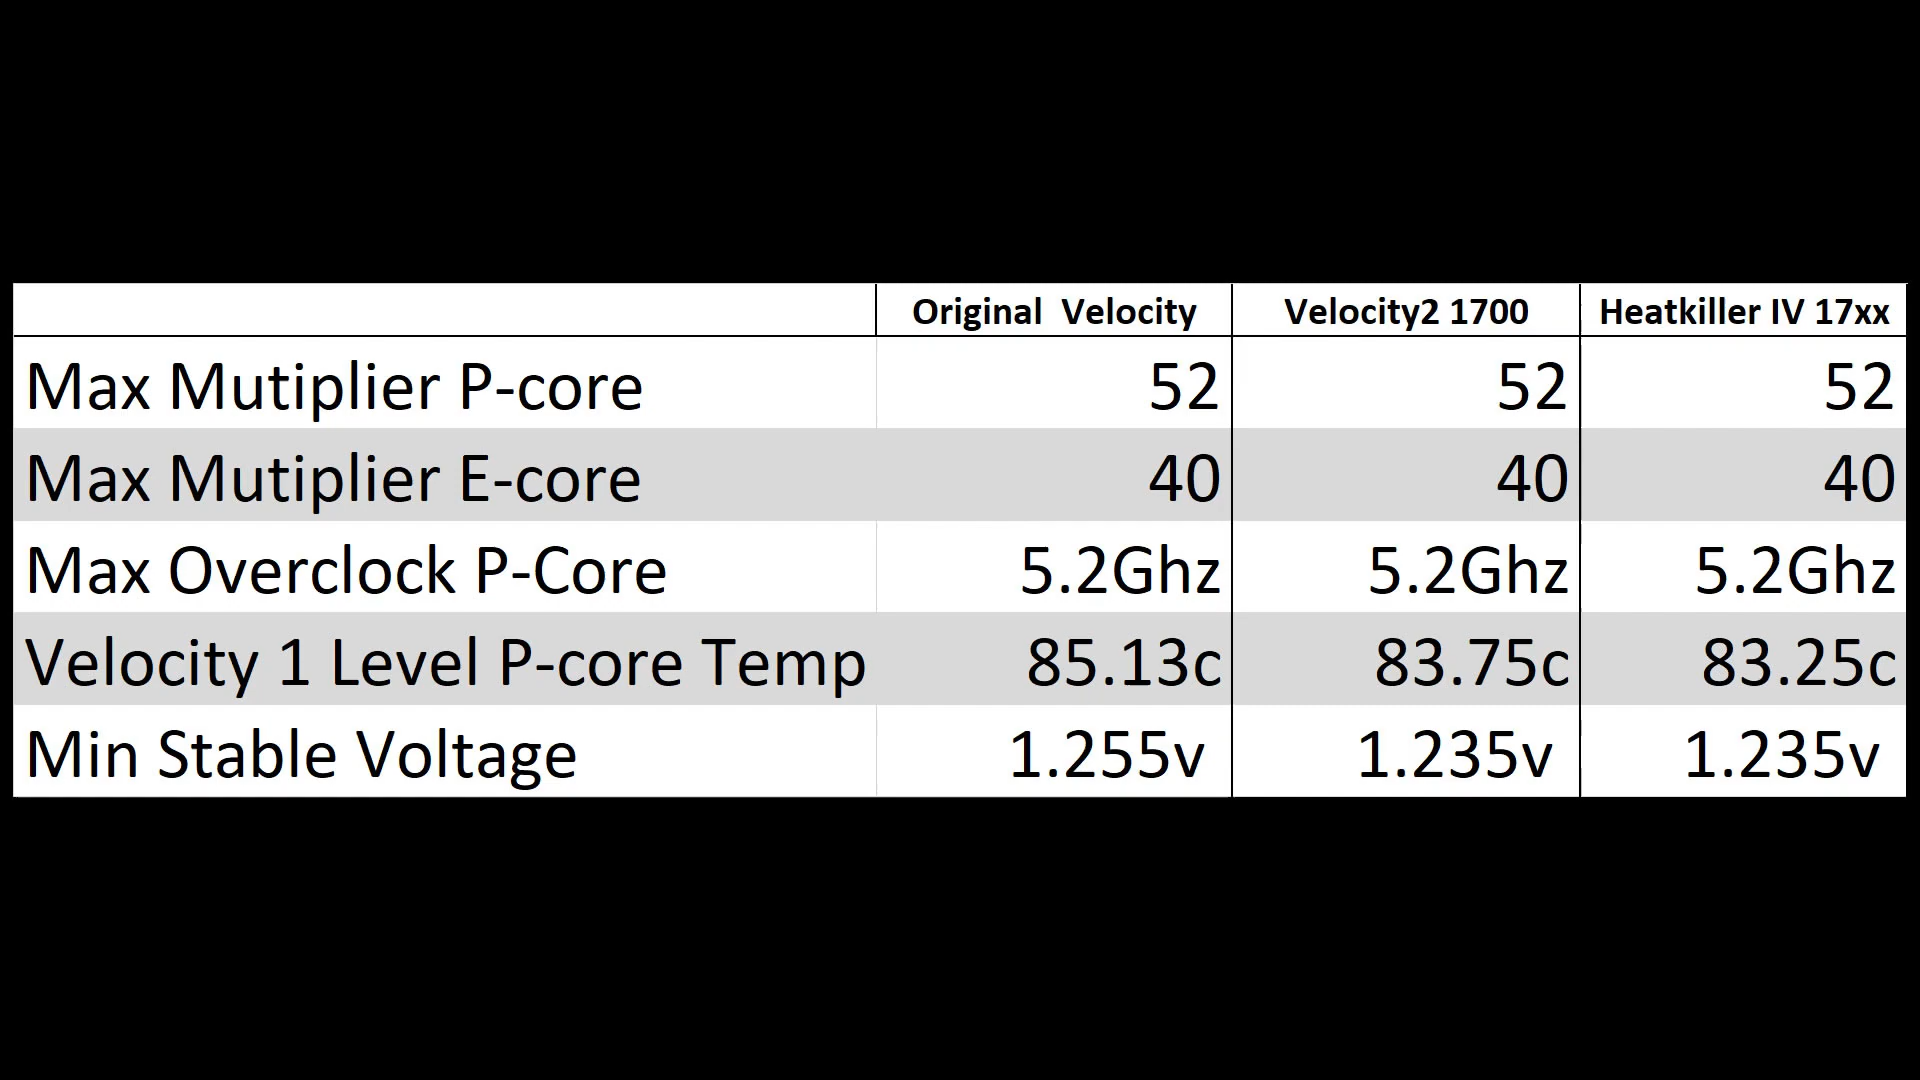 Original  Velocity Velocity2 1700 Heatkiller IV 17xx
Max Mutiplier P-core 52 52 52
Max Mutiplier E-core 40 40 40
Max Overclock P-Core 5.2Ghz 5.2Ghz 5.2Ghz
Velocity 1 Level P-core Temp 85.13c 83.75c 83.25c
Min Stable Voltage 1.255v 1.235v 1.235v